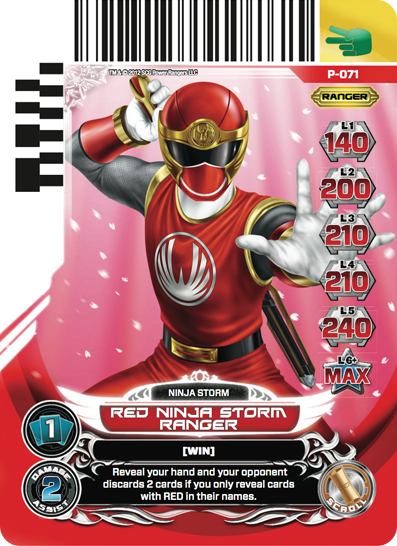 TM & © 2012 SCG Power Rangers LLC
P-071
RANGER
L1
140
L2
200
L3
210
L4
210
L5
240
L6+
MAX
NINJA STORM
RED NINJA STORM
RANGER
1
[WIN]
DAMAGE
2
ASSIST
Reveal your hand and your opponent
discards 2 cards if you only reveal cards
with RED in their names.
SCROLL